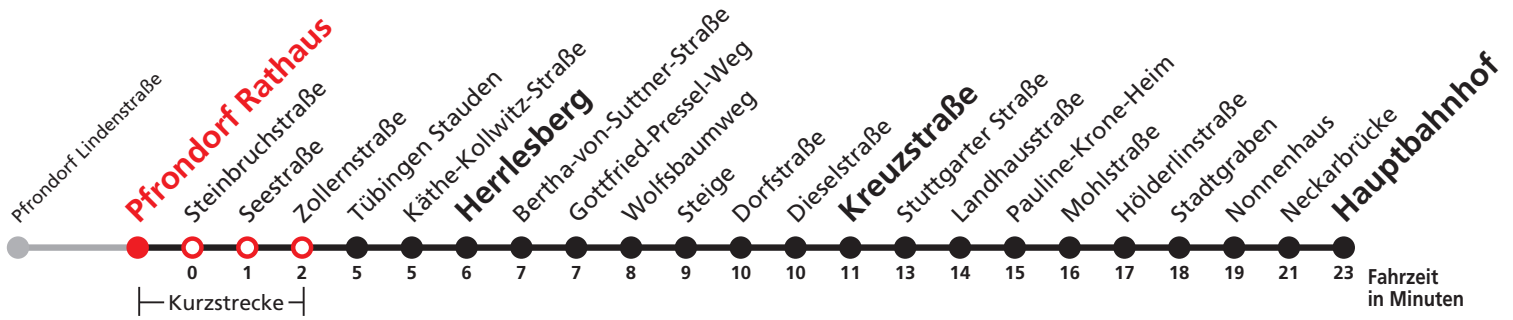 Pfrondorf Lindenstraße
Pfrondorf Rathaus
Steinbruchstraße
Seestraße
Zollernstraße
Tübingen Stauden
Käthe-Kollwitz-Straße
Herrlesberg
Bertha-von-Suttner-Straße
Gottfried-Pressel-Weg
Wolfsbaumweg
Steige
Dorfstraße
Dieselstraße
Kreuzstraße
Stuttgarter Straße
Landhausstraße
Pauline-Krone-Heim
Mohlstraße
Hölderlinstraße
Stadtgraben
Nonnenhaus
Neckarbrücke
Hauptbahnhof
0 1 2 5 5 6 7 7 8 9 10 10 11 13 14 15 16 17 18 19 21 23
Fahrzeit
in Minuten
Kurzstrecke